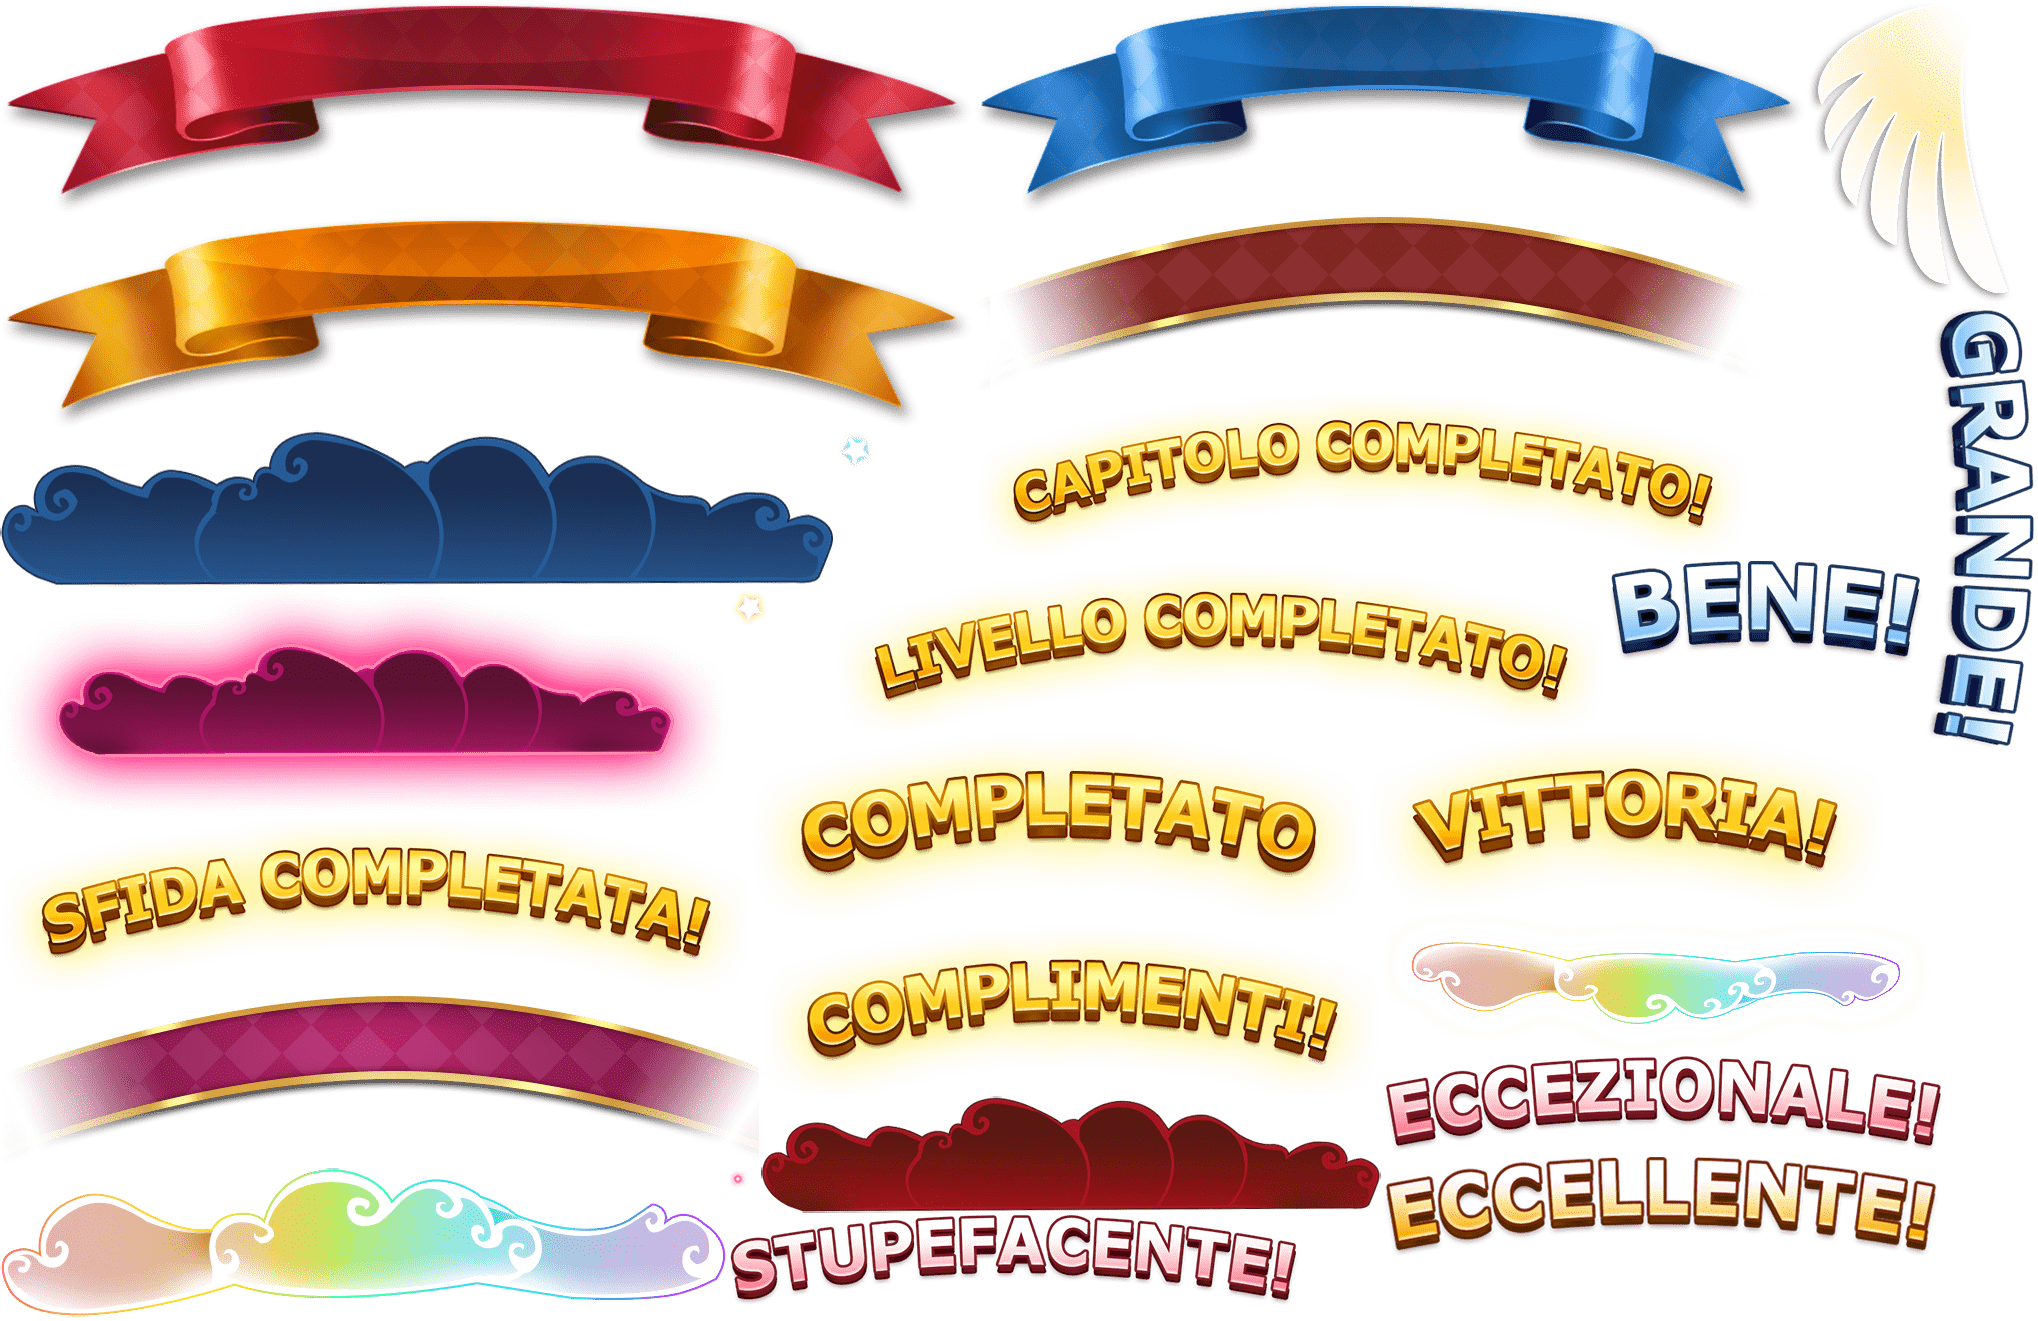 CAPITOLO COMPLETATO!
GRANDE!
BENE!
LIVELLO COMPLETATO!
COMPLETATO
VITTORIA!
SFIDA COMPLETATA!
COMPLIMENTI!
ECCEZIONALE!
ECCELLENTE!
STUPEFACENTE!